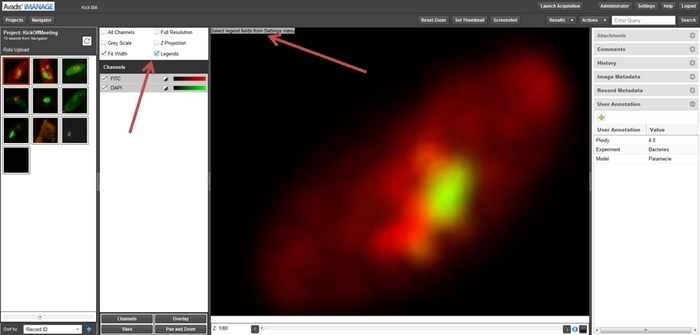 Avadis iMANAGE
Kick Bill
Launch Acquisition
Administrator
Settings
Help
Logout
Projects
Navigator
Reset Zoom
Set Thumbnail
Screenshot
Results
Actions
Enter Query
Search
Project: KickOffMeeting
10 records from Navigator
Role:Upload
All Channels
Full Resolution
Grey Scale
Z Projection
Fit Width
Legends
Channels
FITC
DAPI
Select legend fields from Settings menu
Attachments
Comments
History
Image Metadata
Record Metadata
User Annotation
User Annotation Value
Ploidy 4.0
Experiment Bacteries
Model Paramecie
Channels
Overlay
Sites
Pan and Zoom
Sort by:
Record ID
Z: 1/80